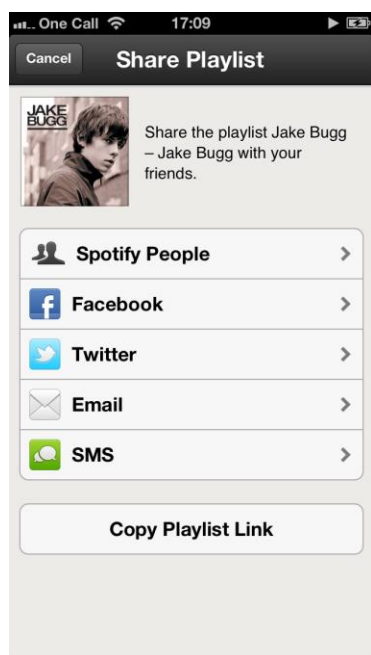 One Call 17:09
Cancel Share Playlist
JAKE
BUGG
Share the playlist Jake Bugg
– Jake Bugg with your
friends.
Spotify People
Facebook
Twitter
Email
SMS
Copy Playlist Link